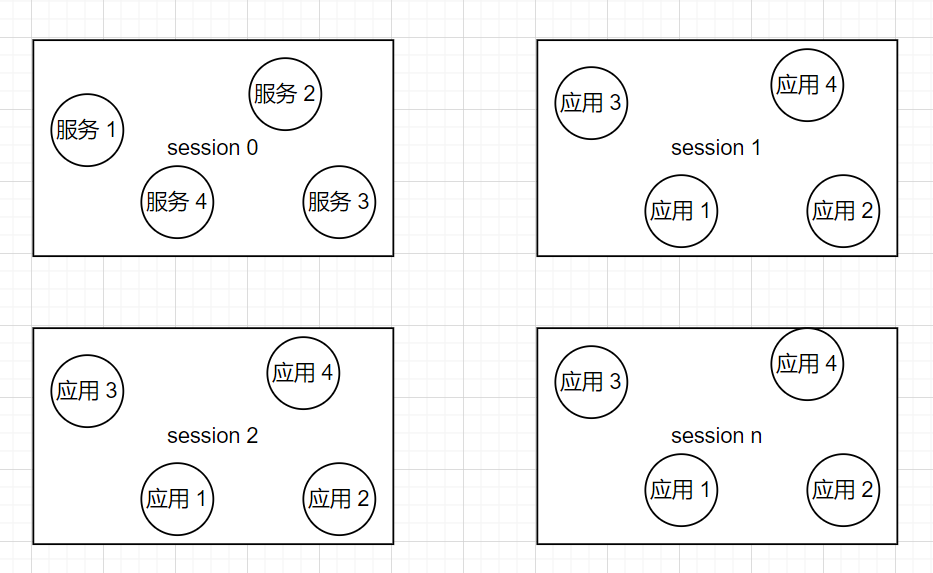 服务 1
服务 2
session 0
服务 4
服务 3
应用 3
应用 4
session 1
应用 1
应用 2
应用 3
应用 4
session 2
应用 1
应用 2
应用 3
应用 4
session n
应用 1
应用 2